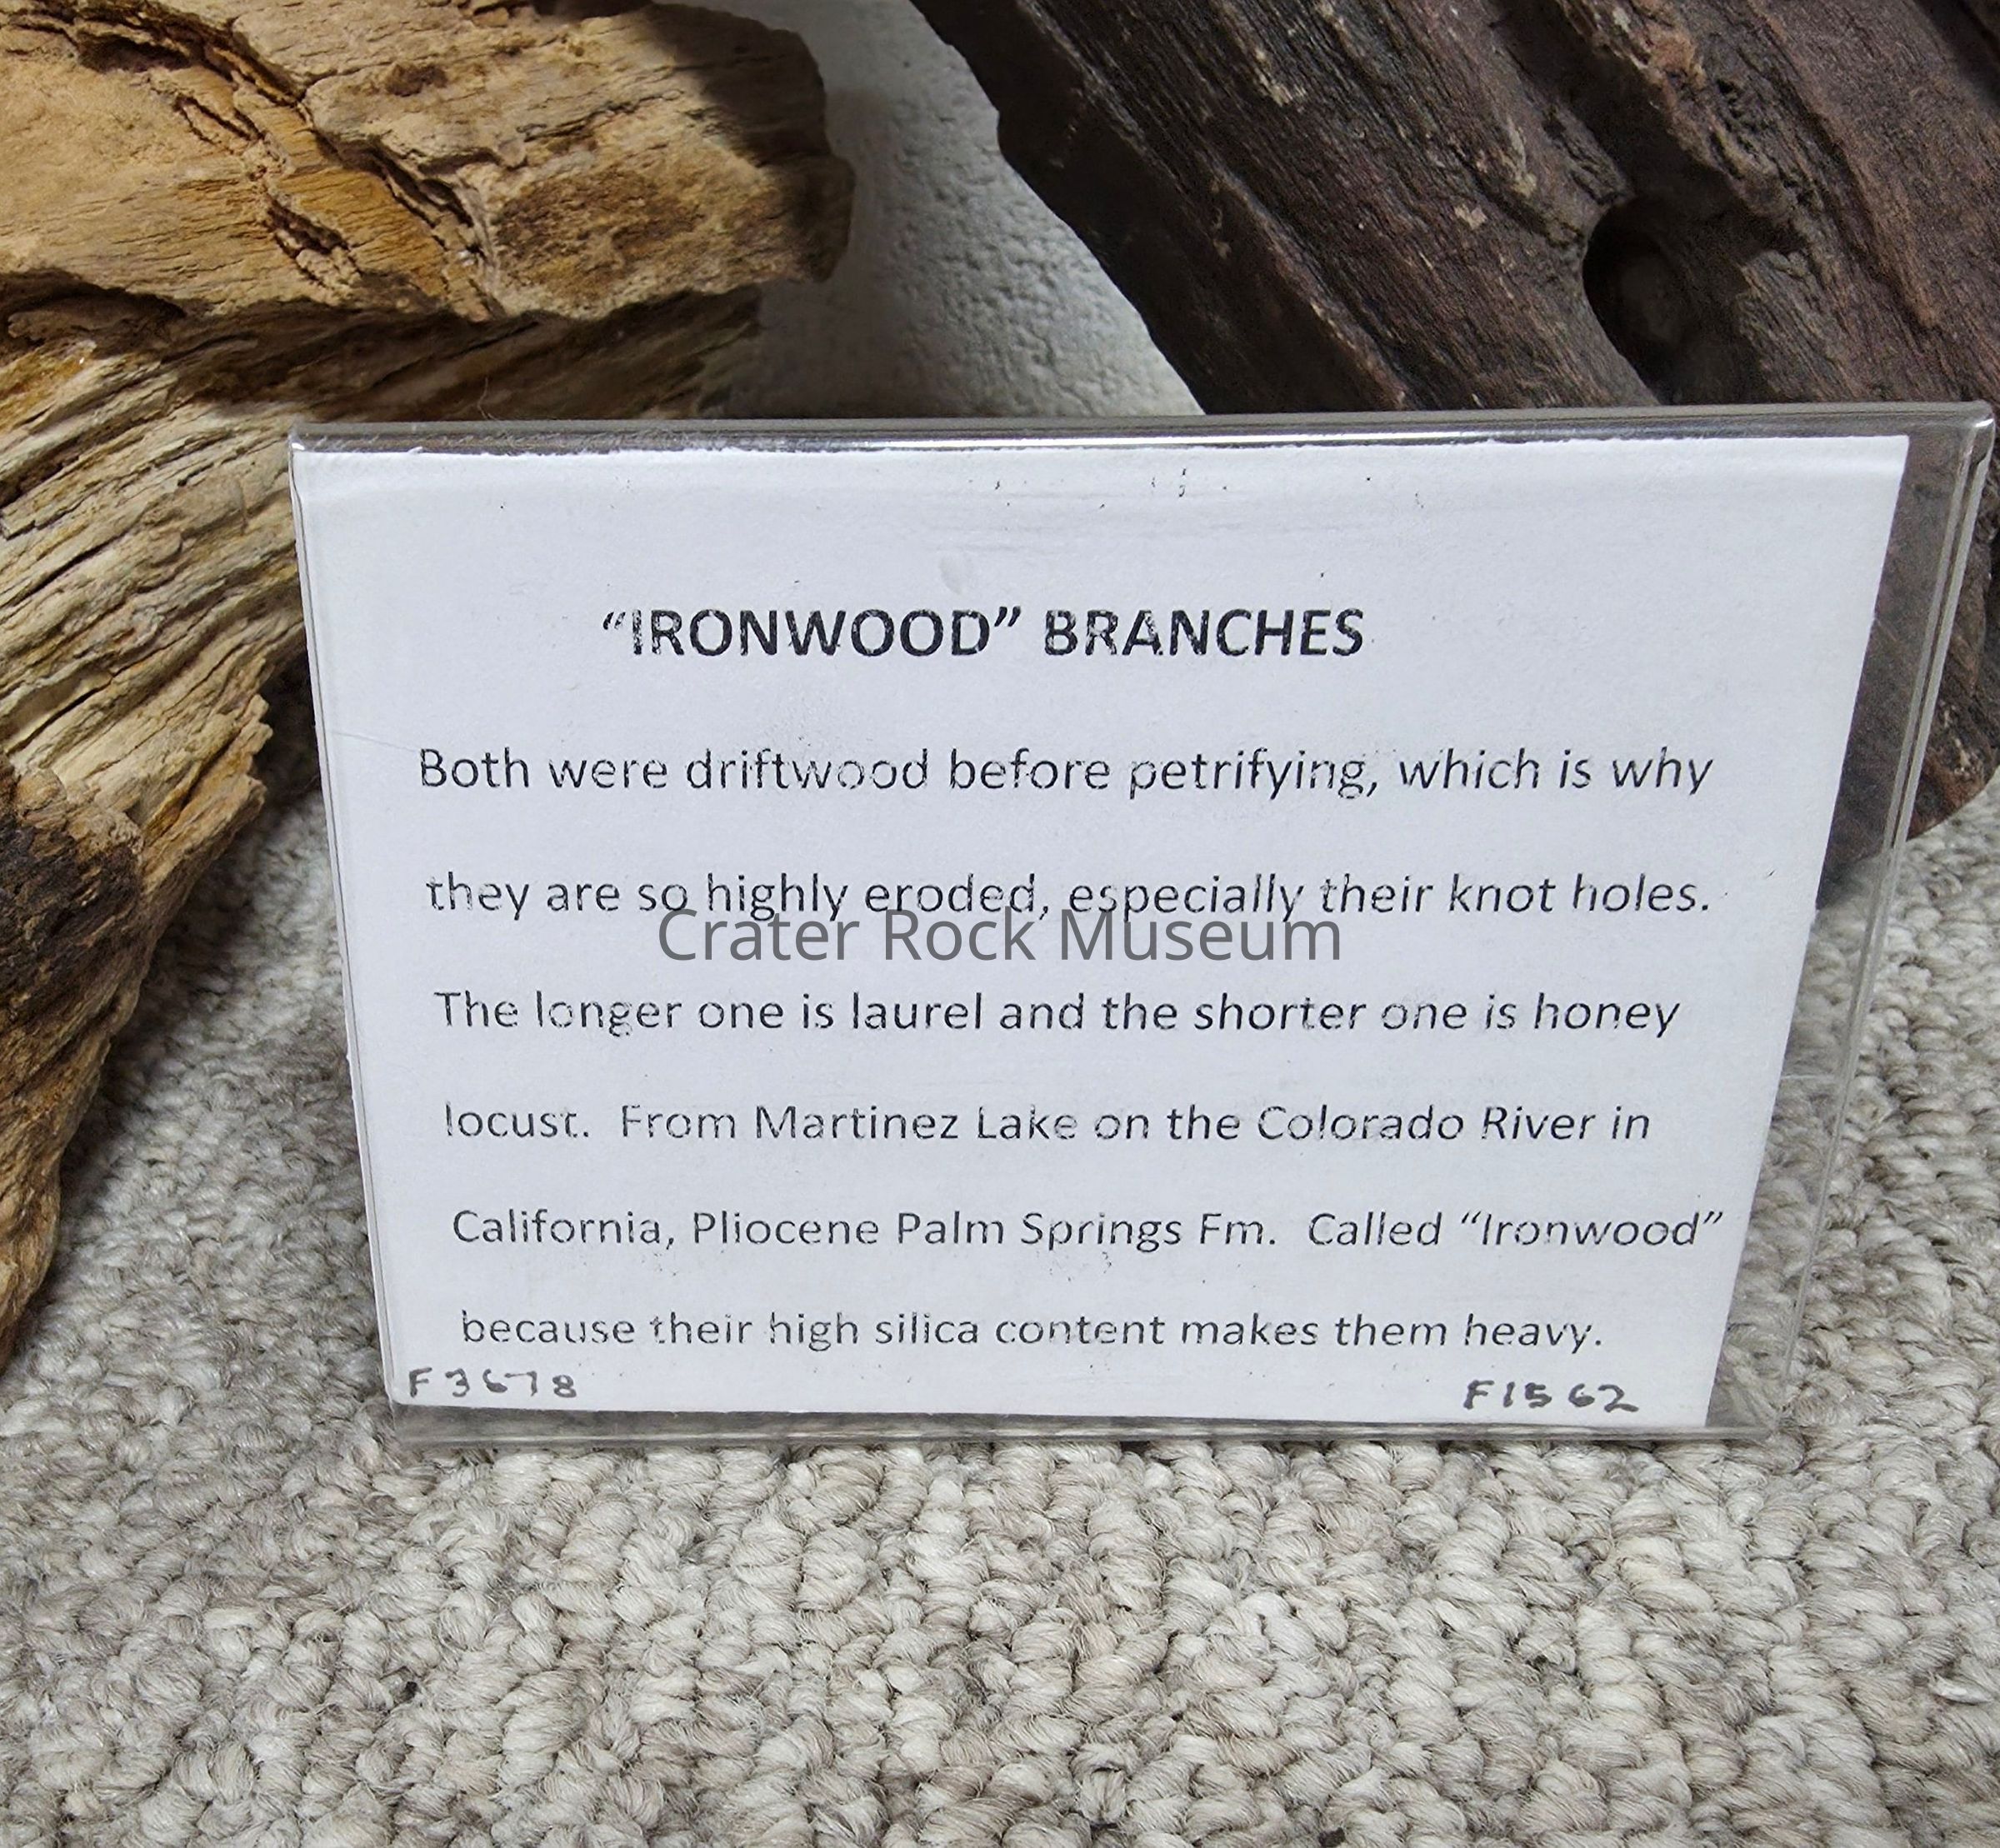 “IRONWOOD” BRANCHES
Both were driftwood before petrifying, which is why
they are so highly eroded, especially their knot holes.
Crater Rock Museum
The longer one is laurel and the shorter one is honey
locust. From Martinez Lake on the Colorado River in
California, Pliocene Palm Springs Fm. Called “Ironwood”
because their high silica content makes them heavy.
F3678 F1562